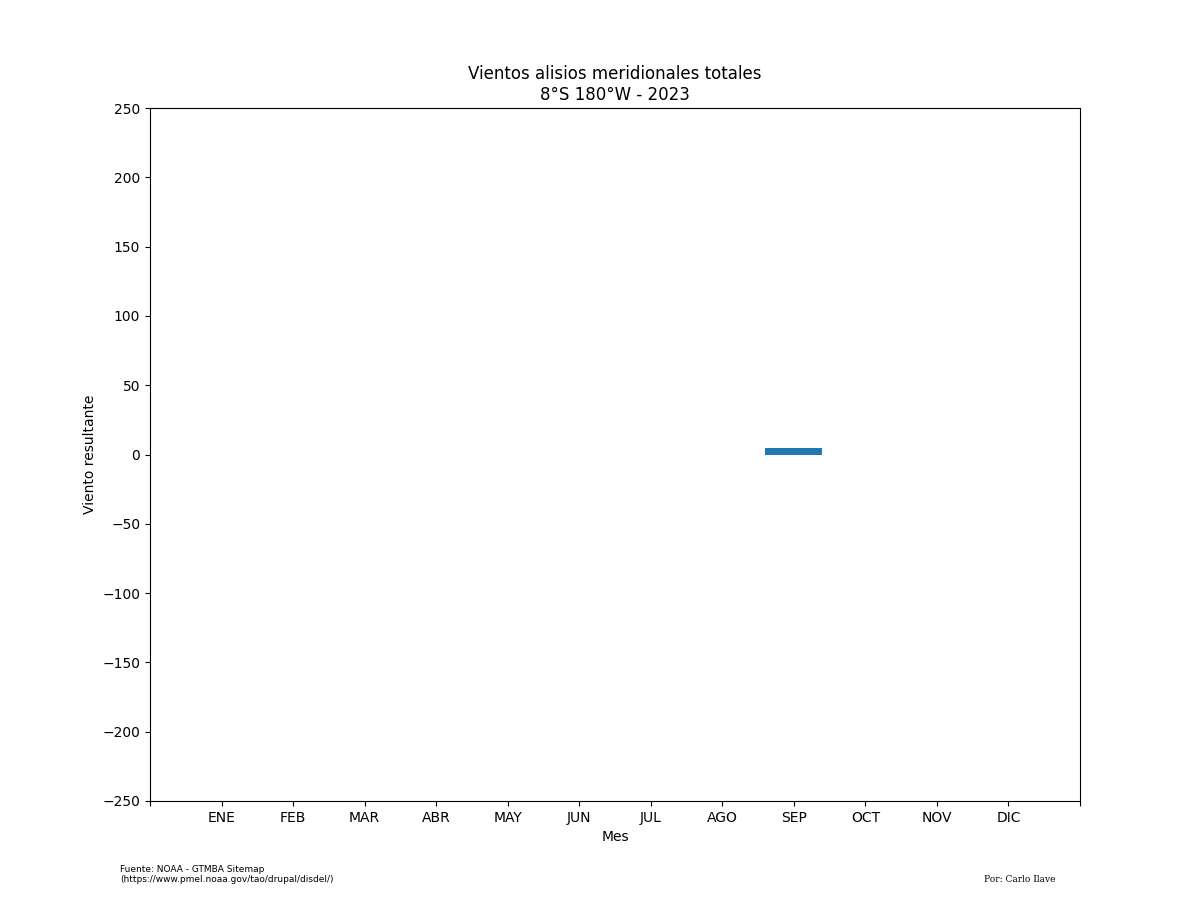 Vientos alisios meridionales totales
8°S 180°W - 2023
250
200
150
100
50
0
−50
−100
−150
−200
−250
Viento resultante
ENE FEB MAR ABR MAY JUN JUL AGO SEP OCT NOV DIC
Mes
Fuente: NOAA - GTMBA Sitemap
(https://www.pmel.noaa.gov/tao/drupal/disdel/)
Por: Carlo Ilave